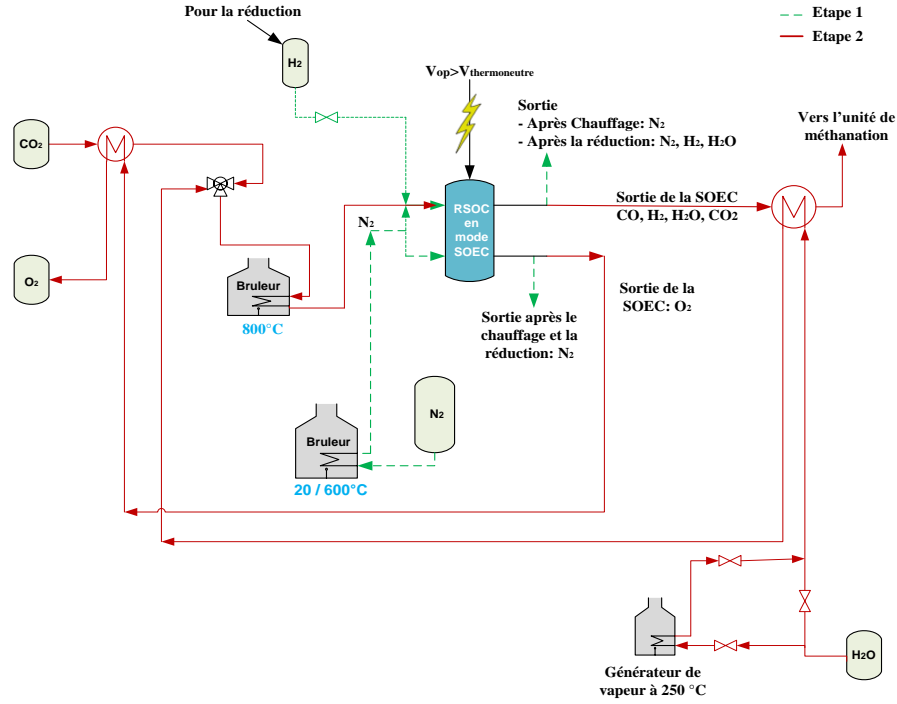 Pour la réduction
Etape 1
Etape 2
H2
Vop>Vthermoneutre
Sortie
- Après Chauffage: N2
- Après la réduction: N2, H2, H2O
Vers l’unité de
méthanation
CO2
RSOC
en
mode
SOEC
Sortie de la SOEC
CO, H2, H2O, CO2
N2
O2
Bruleur
800°C
Sortie de la
SOEC: O2
Sortie après le
chauffage et la
réduction: N2
N2
Bruleur
20 / 600°C
H2O
Générateur de
vapeur à 250 °C